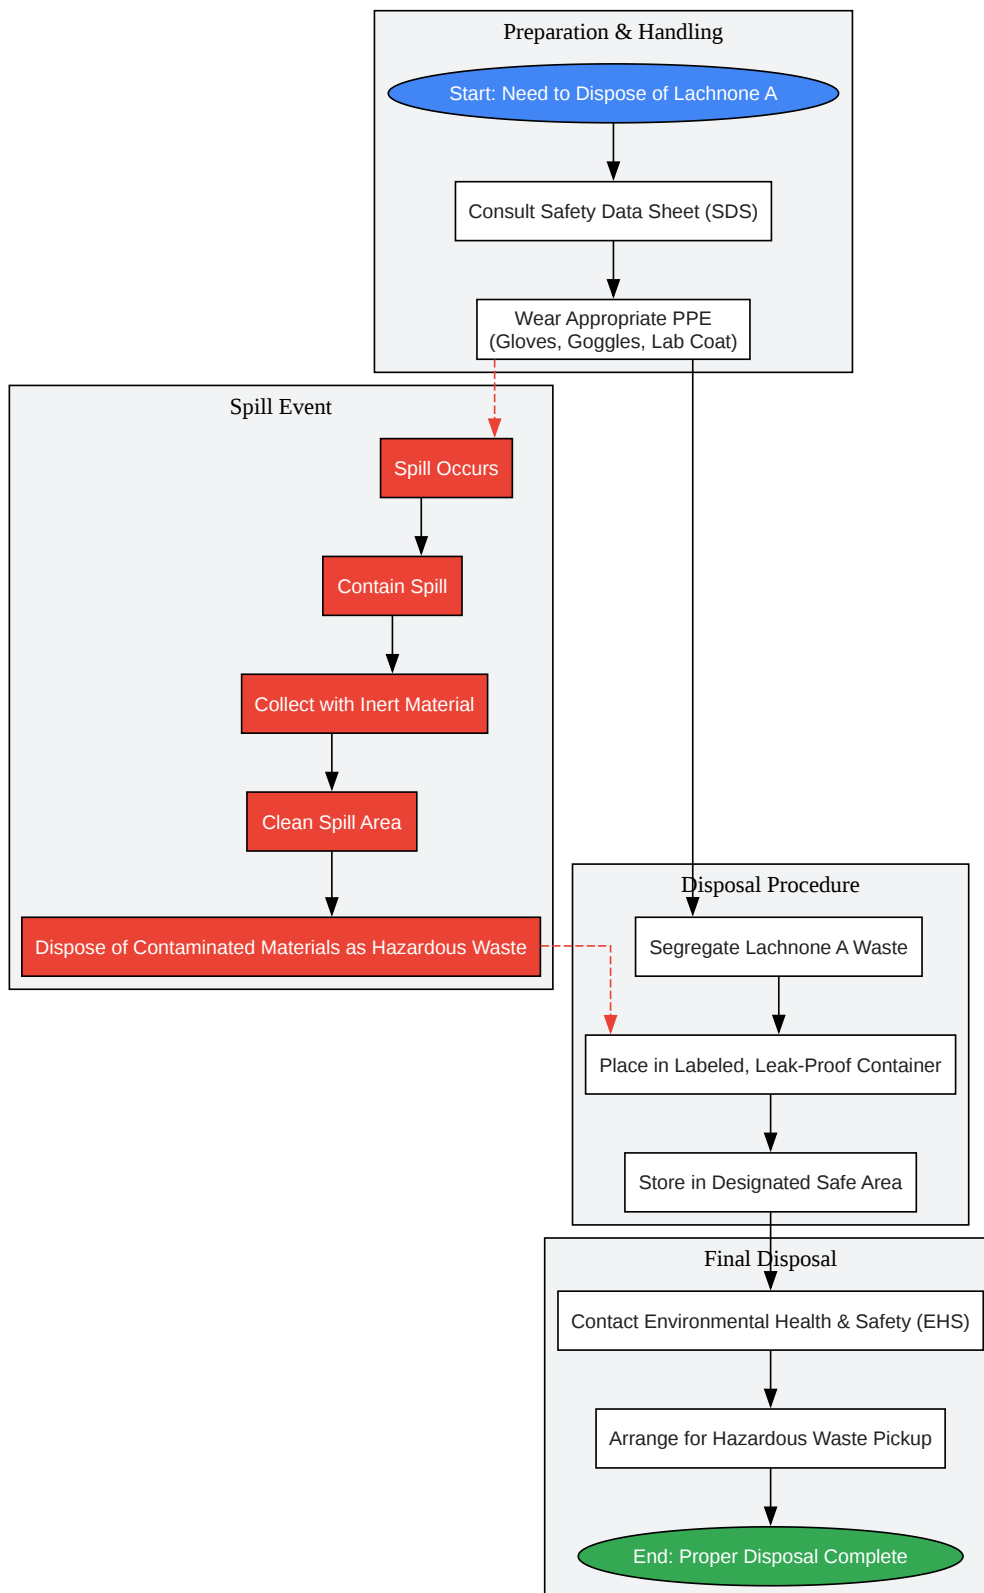 Preparation & Handling
Start: Need to Dispose of Lachnone A
Consult Safety Data Sheet (SDS)
Wear Appropriate PPE
(Gloves, Goggles, Lab Coat)
Spill Event
Spill Occurs
Contain Spill
Collect with Inert Material
Clean Spill Area
Dispose of Contaminated Materials as Hazardous Waste
Disposal Procedure
Segregate Lachnone A Waste
Place in Labeled, Leak-Proof Container
Store in Designated Safe Area
Final Disposal
Contact Environmental Health & Safety (EHS)
Arrange for Hazardous Waste Pickup
End: Proper Disposal Complete